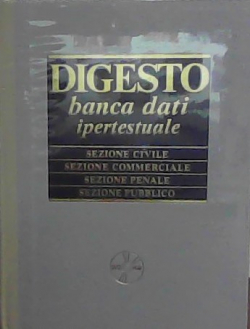 DIGESTO
banca dati
ipertestuale
SEZIONE CIVILE
SEZIONE COMMERCIALE
SEZIONE PENALE
SEZIONE PUBBLICO